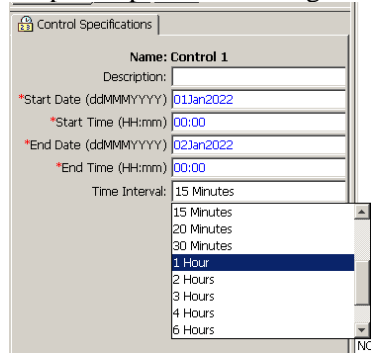 Control Specifications
Name: Control 1
Description:
*Start Date (ddMMMYYYY) 01Jan2022
*Start Time (HH:mm) 00:00
*End Date (ddMMMYYYY) 02Jan2022
*End Time (HH:mm) 00:00
Time Interval: 15 Minutes
15 Minutes
20 Minutes
30 Minutes
1 Hour
2 Hours
3 Hours
4 Hours
6 Hours